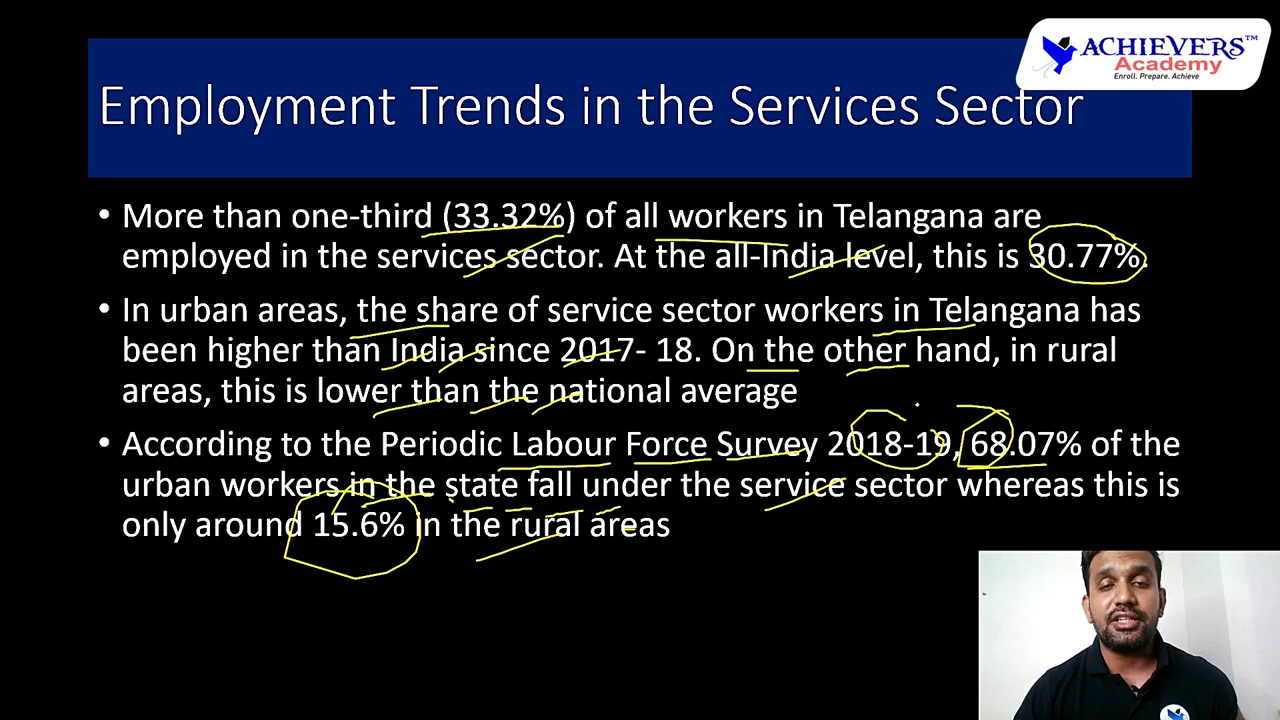 ACHIEVERS™
Academy
Enroll. Prepare. Achieve
Employment Trends in the Services Sector
• More than one-third (33.32%) of all workers in Telangana are
employed in the services sector. At the all-India level, this is 30.77%.
• In urban areas, the share of service sector workers in Telangana has
been higher than India since 2017- 18. On the other hand, in rural
areas, this is lower than the national average
• According to the Periodic Labour Force Survey 2018-19, 68.07% of the
urban workers in the state fall under the service sector whereas this is
only around 15.6% in the rural areas